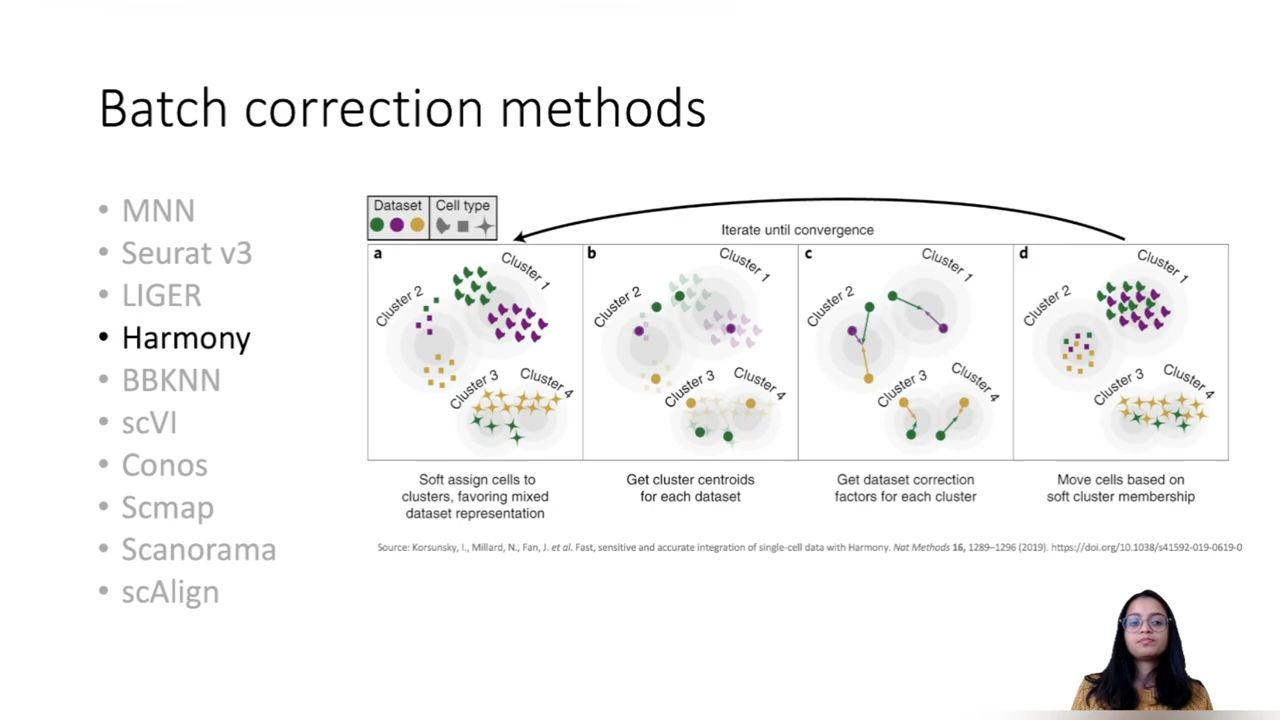 Batch correction methods
• MNN
• Seurat v3
• LIGER
• Harmony
• BBKNN
• scVI
• Conos
• Scmap
• Scanorama
• scAlign
Dataset
Cell type
Iterate until convergence
a
Cluster 1
Cluster 2
Cluster 3
Cluster 4
b
Cluster 1
Cluster 2
Cluster 3
Cluster 4
c
Cluster 1
Cluster 2
Cluster 3
Cluster 4
d
Cluster 1
Cluster 2
Cluster 3
Cluster 4
Soft assign cells to
clusters, favoring mixed
dataset representation
Get cluster centroids
for each dataset
Get dataset correction
factors for each cluster
Move cells based on
soft cluster membership
Source: Korsunsky, I., Millard, N., Fan, J. et al. Fast, sensitive and accurate integration of single-cell data with Harmony. Nat Methods 16, 1289–1296 (2019). https://doi.org/10.1038/s41592-019-0619-0